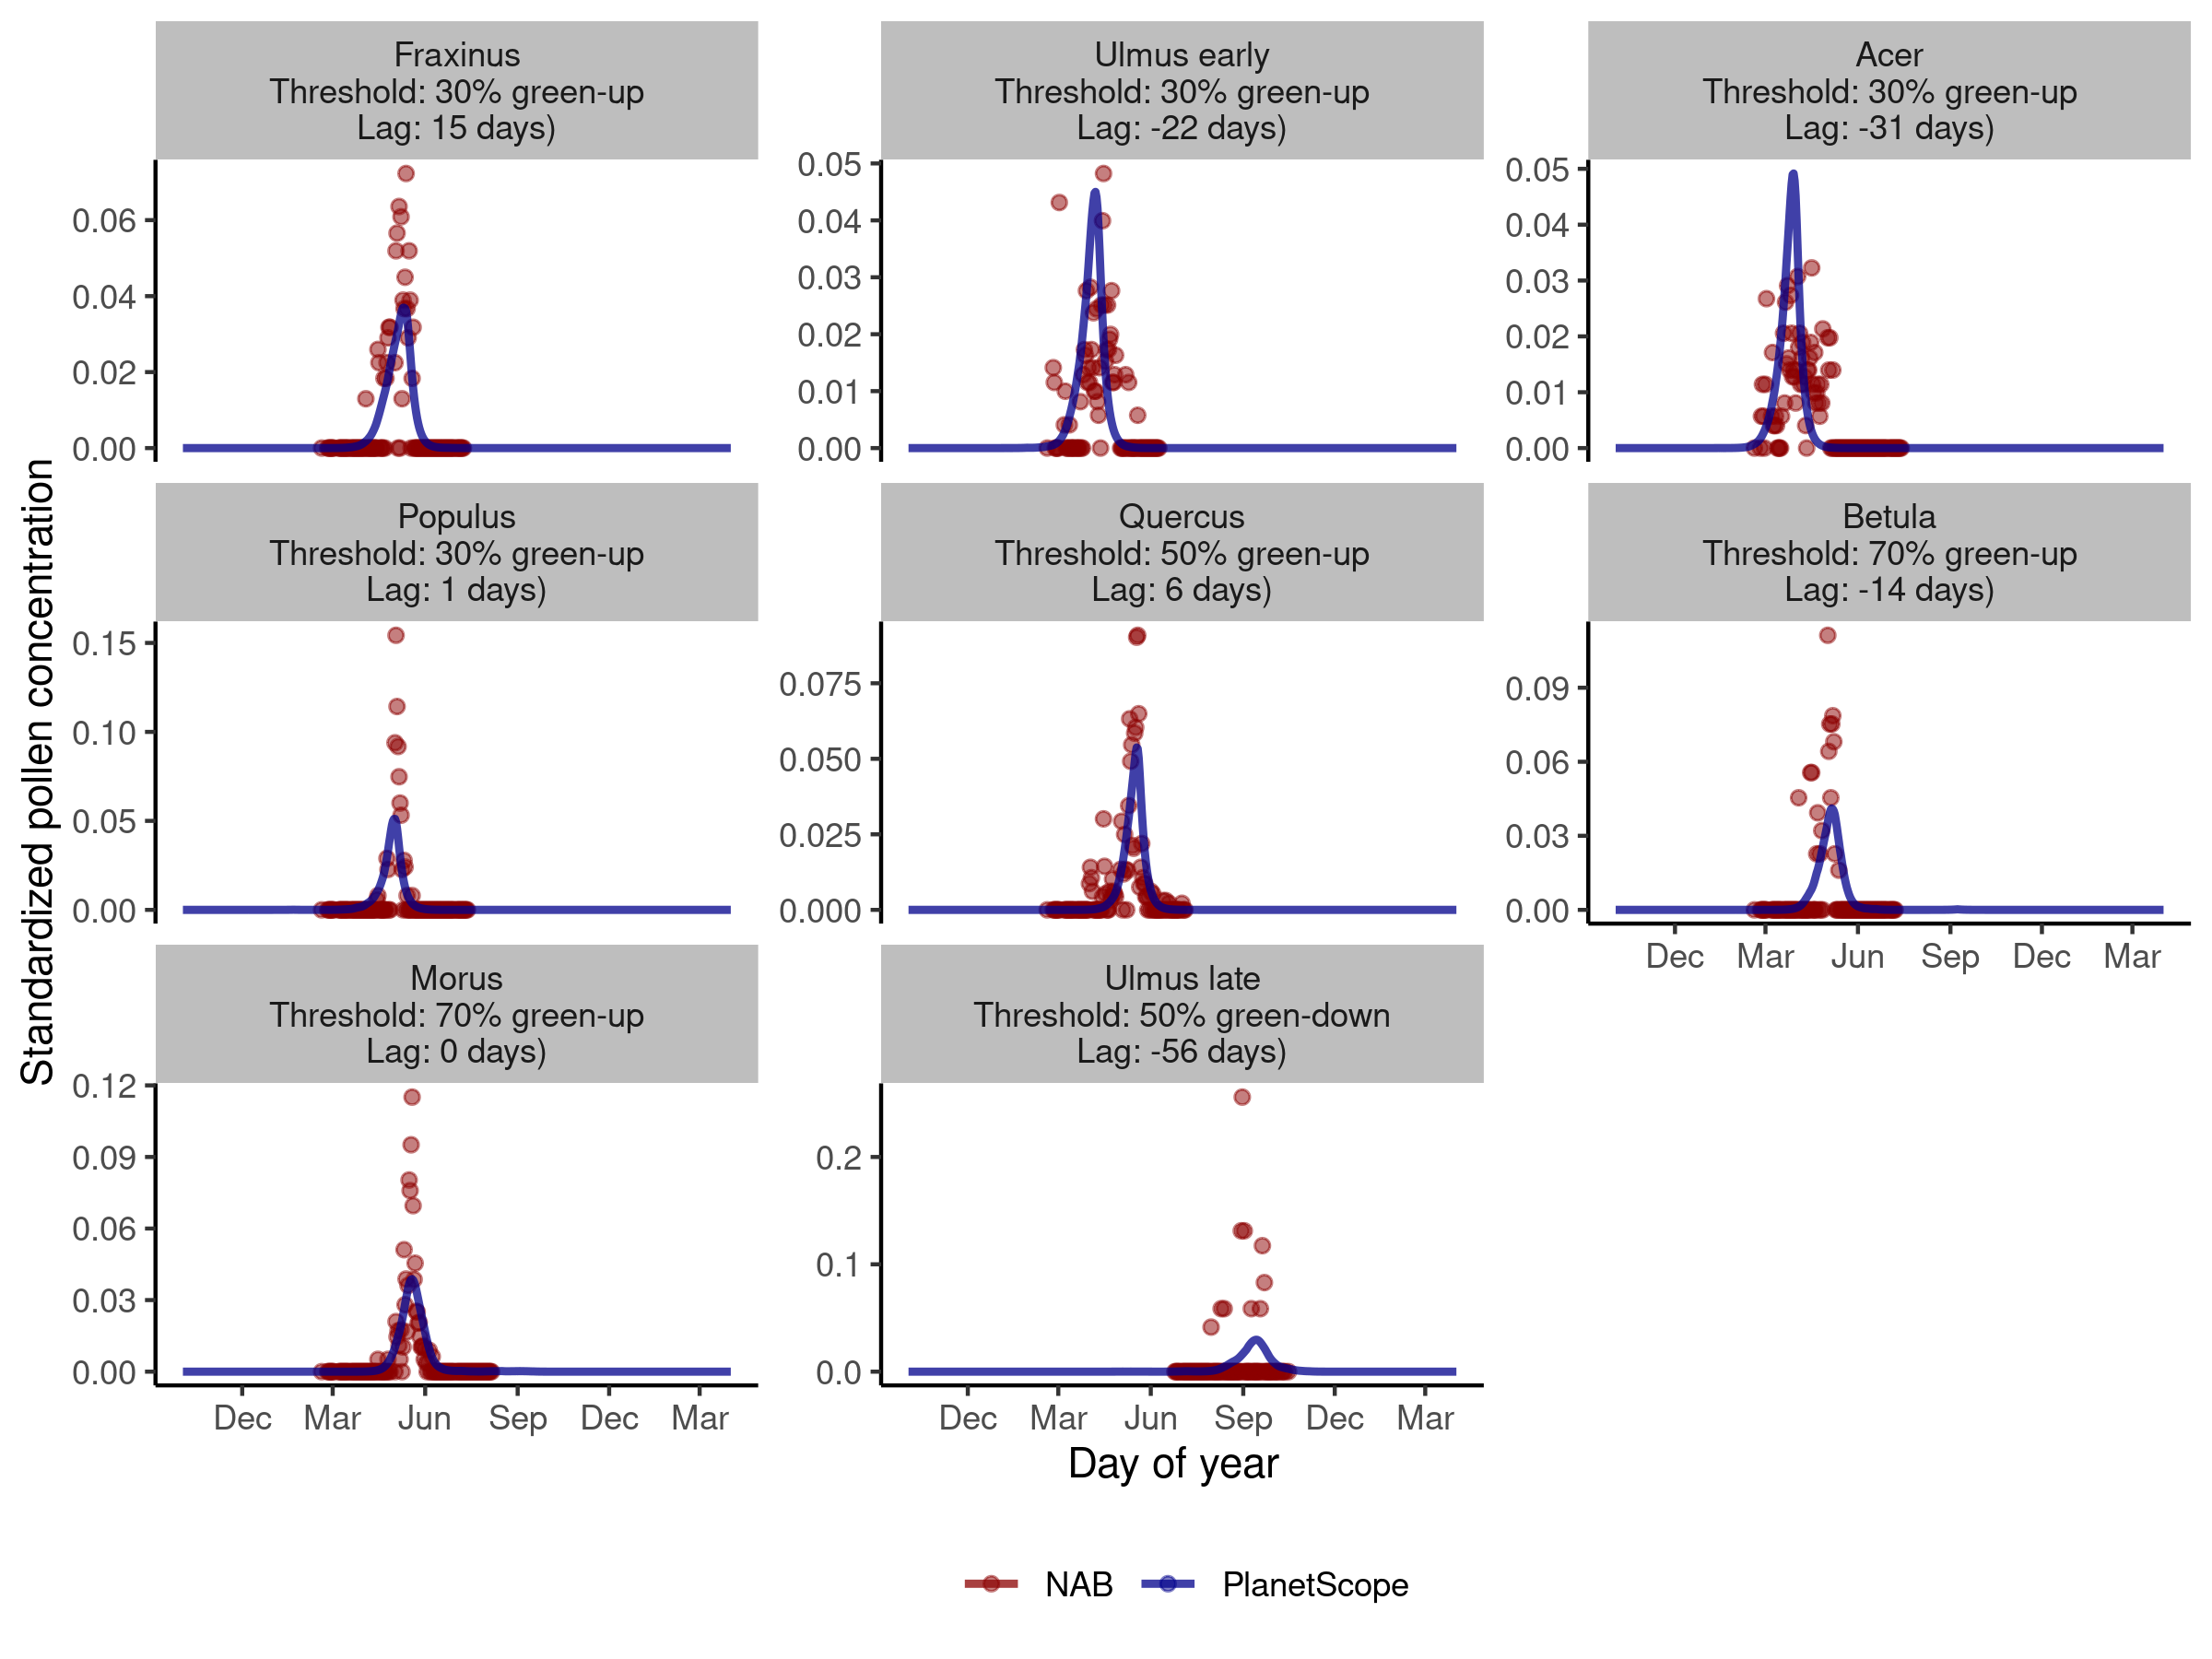 Fraxinus
Threshold: 30% green-up
Lag: 15 days)
Ulmus early
Threshold: 30% green-up
Lag: -22 days)
Acer
Threshold: 30% green-up
Lag: -31 days)
0.06
0.04
0.02
0.00
0.05
0.04
0.03
0.02
0.01
0.00
0.05
0.04
0.03
0.02
0.01
0.00
Populus
Threshold: 30% green-up
Lag: 1 days)
Quercus
Threshold: 50% green-up
Lag: 6 days)
Betula
Threshold: 70% green-up
Lag: -14 days)
0.15
0.10
0.05
0.00
0.075
0.050
0.025
0.000
0.09
0.06
0.03
0.00
Dec Mar Jun Sep Dec Mar
Morus
Threshold: 70% green-up
Lag: 0 days)
Ulmus late
Threshold: 50% green-down
Lag: -56 days)
0.12
0.09
0.06
0.03
0.00
0.2
0.1
0.0
Dec Mar Jun Sep Dec Mar
Dec Mar Jun Sep Dec Mar
Standardized pollen concentration
Day of year
NAB PlanetScope